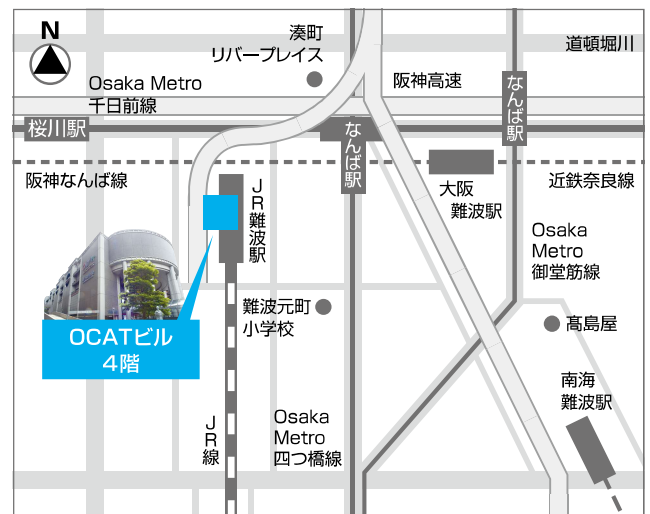 N
湊町
リバープレイス
道頓堀川
Osaka Metro
千日前線
阪神高速
なんば駅
桜川駅
なんば駅
阪神なんば線
大阪
難波駅
近鉄奈良線
JR難波駅
Osaka
Metro
御堂筋線
難波元町
小学校
髙島屋
OCATビル
4階
南海
難波駅
JR線
Osaka
Metro
四つ橋線